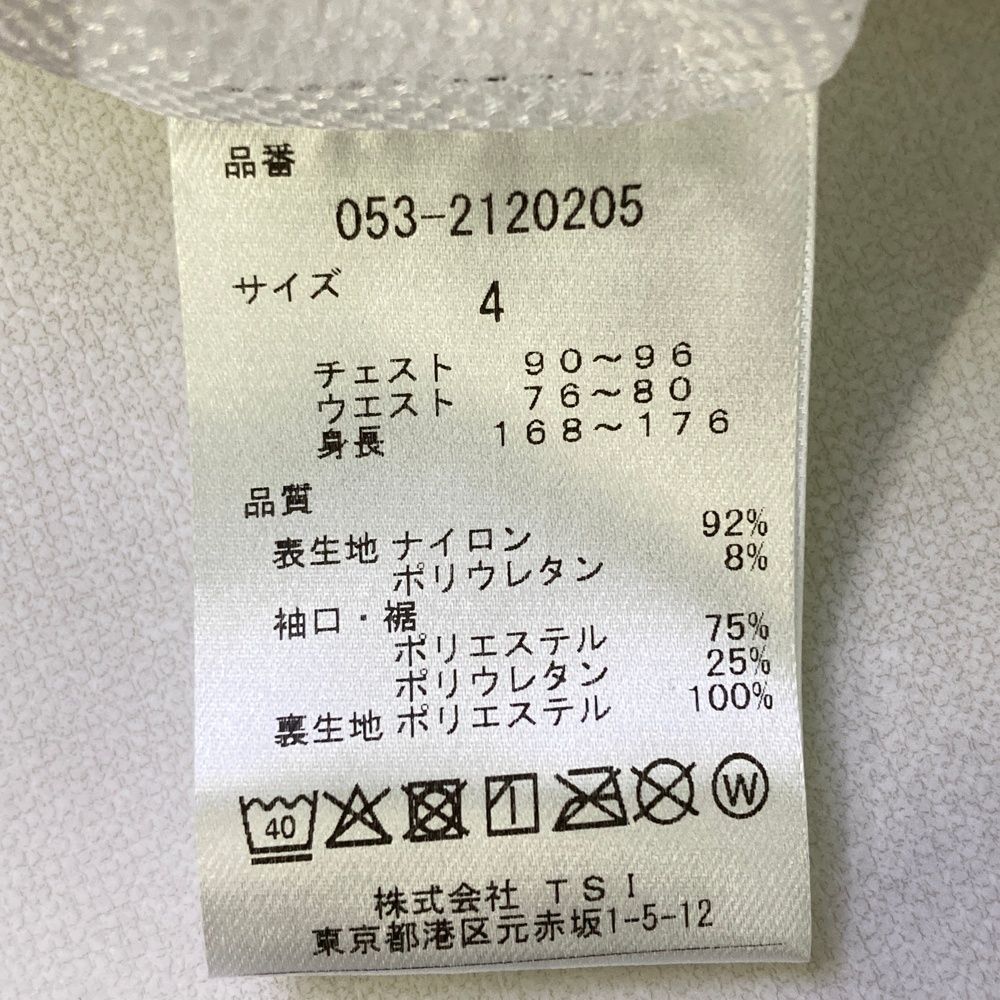 品番
053-2120205
サイズ 4
チェスト 90～96
ウエスト 76～80
身長 168～176
品質
表生地 ナイロン 92%
ポリウレタン 8%
袖口・裾
ポリエステル 75%
ポリウレタン 25%
裏生地 ポリエステル 100%
40 W
株式会社 TSI
東京都港区元赤坂1-5-12